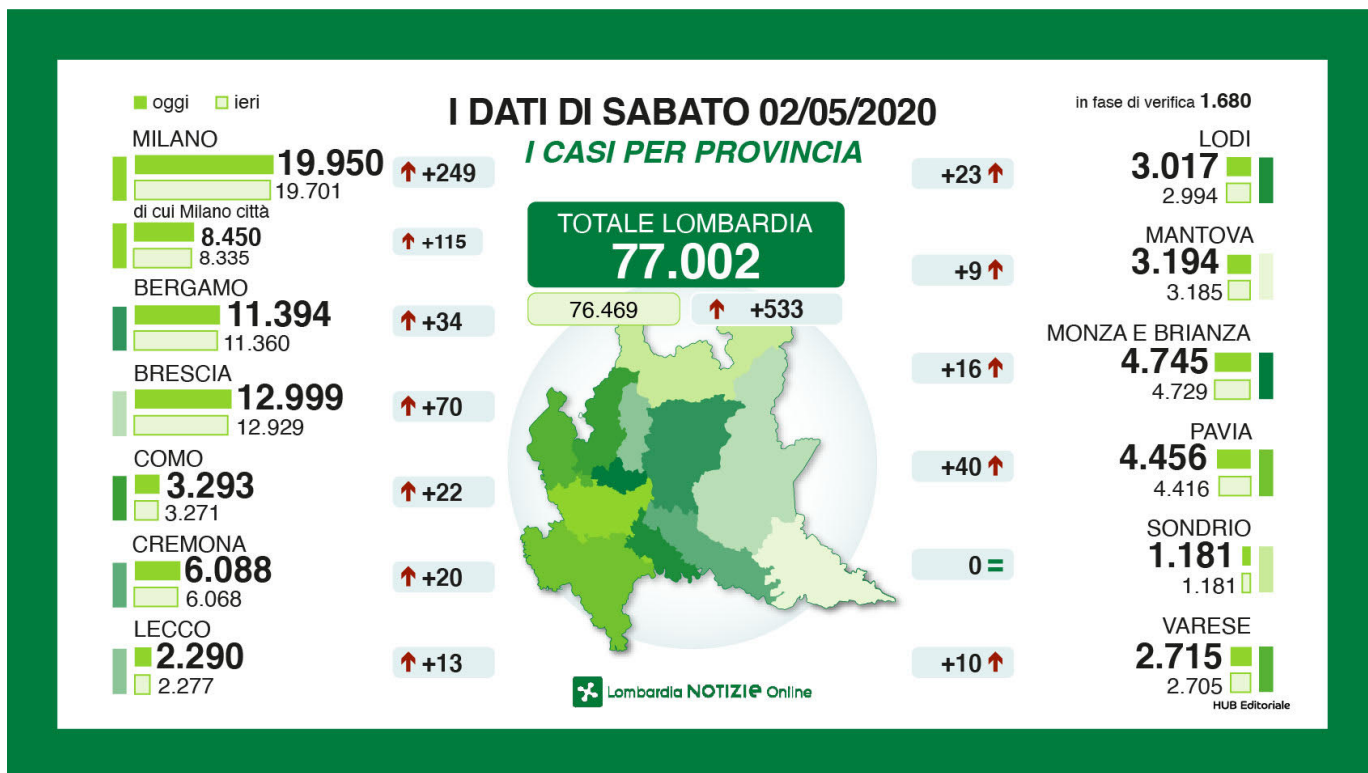 oggi ieri
I DATI DI SABATO 02/05/2020
I CASI PER PROVINCIA
in fase di verifica 1.680
MILANO
19.950
19.701
+249
di cui Milano città
8.450
8.335
+115
BERGAMO
11.394
11.360
+34
BRESCIA
12.999
12.929
+70
COMO
3.293
3.271
+22
CREMONA
6.088
6.068
+20
LECCO
2.290
2.277
+13
TOTALE LOMBARDIA
77.002
76.469
+533
LODI
+23
3.017
2.994
MANTOVA
+9
3.194
3.185
MONZA E BRIANZA
+16
4.745
4.729
PAVIA
+40
4.456
4.416
SONDRIO
0 =
1.181
1.181
VARESE
+10
2.715
2.705
Lombardia NOTIZIE Online
HUB Editoriale